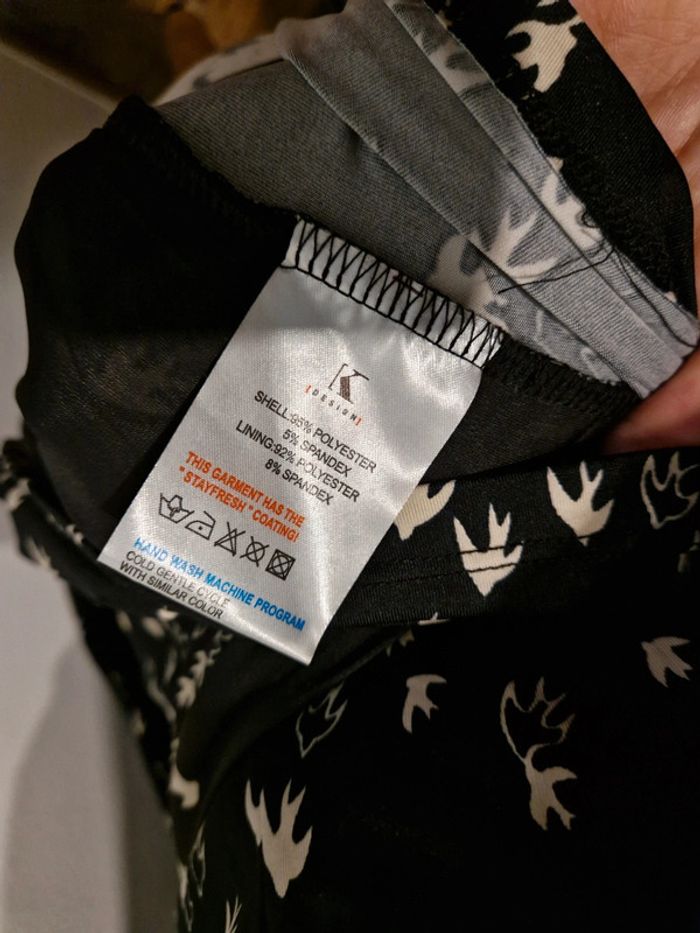 K
[DESIGN]
SHELL:95% POLYESTER
5% SPANDEX
LINING:92% POLYESTER
8% SPANDEX
THIS GARMENT HAS THE
"STAYFRESH" COATING!
HAND WASH MACHINE PROGRAM
COLD GENTLE CYCLE
WITH SIMILAR COLOR